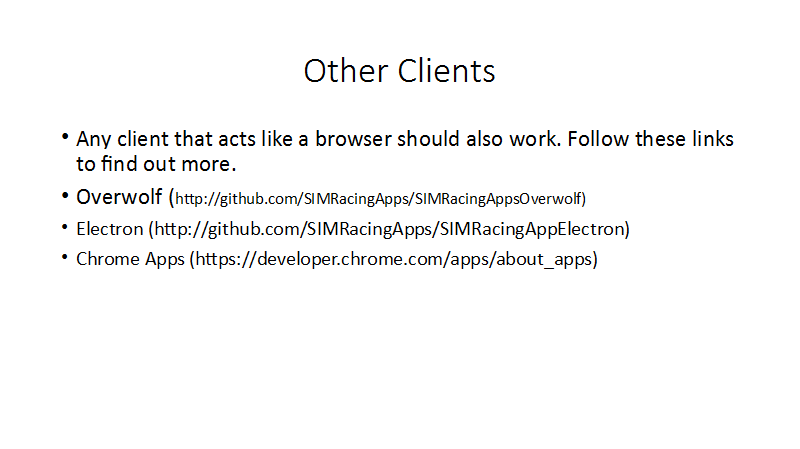 Other Clients
• Any client that acts like a browser should also work. Follow these links
to find out more.
• Overwolf (http://github.com/SIMRacingApps/SIMRacingAppsOverwolf)
• Electron (http://github.com/SIMRacingApps/SIMRacingAppElectron)
• Chrome Apps (https://developer.chrome.com/apps/about_apps)